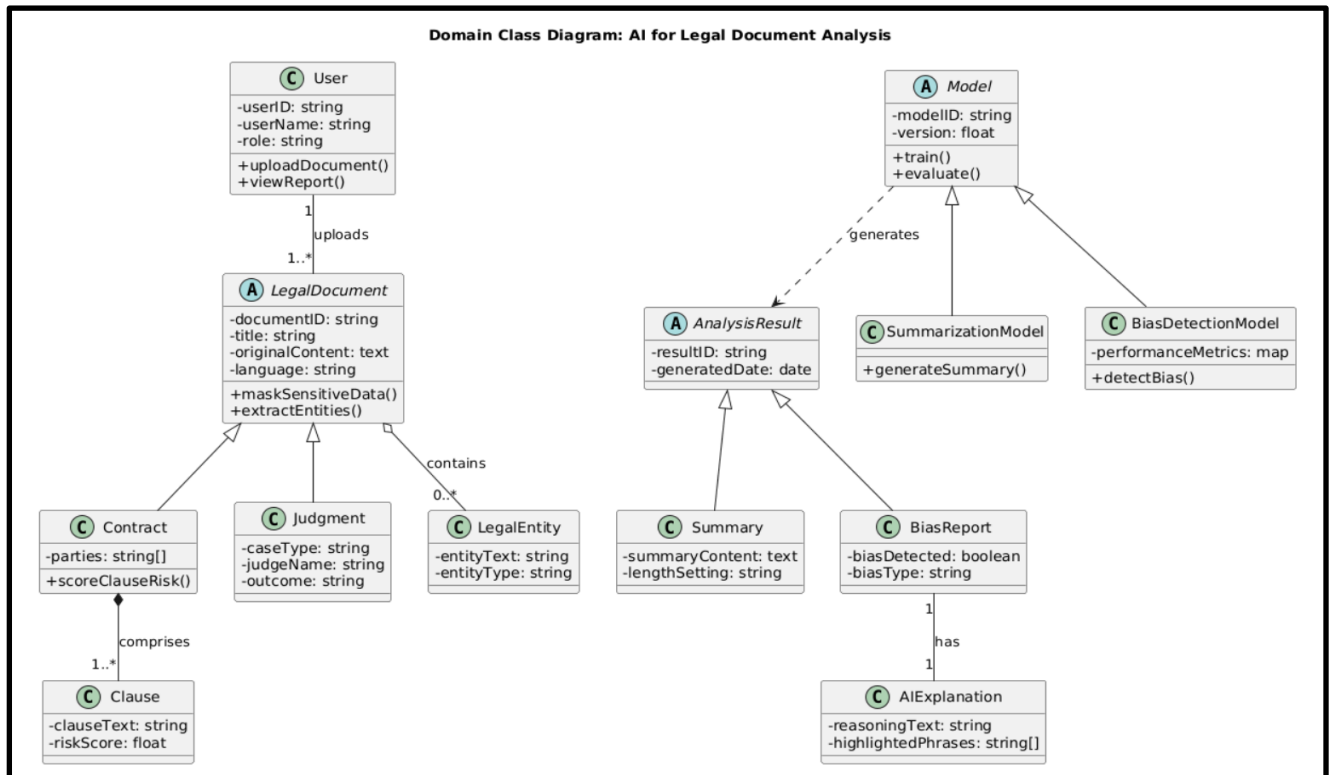 Domain Class Diagram: AI for Legal Document Analysis
C User
-userID: string
-userName: string
-role: string
+uploadDocument()
+viewReport()
1
uploads
1..*
A LegalDocument
-documentID: string
-title: string
-originalContent: text
-language: string
+maskSensitiveData()
+extractEntities()
contains
0..*
C Contract
-parties: string[]
+scoreClauseRisk()
C Judgment
-caseType: string
-judgeName: string
-outcome: string
C LegalEntity
-entityText: string
-entityType: string
comprises
1..*
C Clause
-clauseText: string
-riskScore: float
A Model
-modelID: string
-version: float
+train()
+evaluate()
generates
A AnalysisResult
-resultID: string
-generatedDate: date
C SummarizationModel
+generateSummary()
C BiasDetectionModel
-performanceMetrics: map
+detectBias()
C Summary
-summaryContent: text
-lengthSetting: string
C BiasReport
-biasDetected: boolean
-biasType: string
1
has
1
C AIExplanation
-reasoningText: string
-highlightedPhrases: string[]